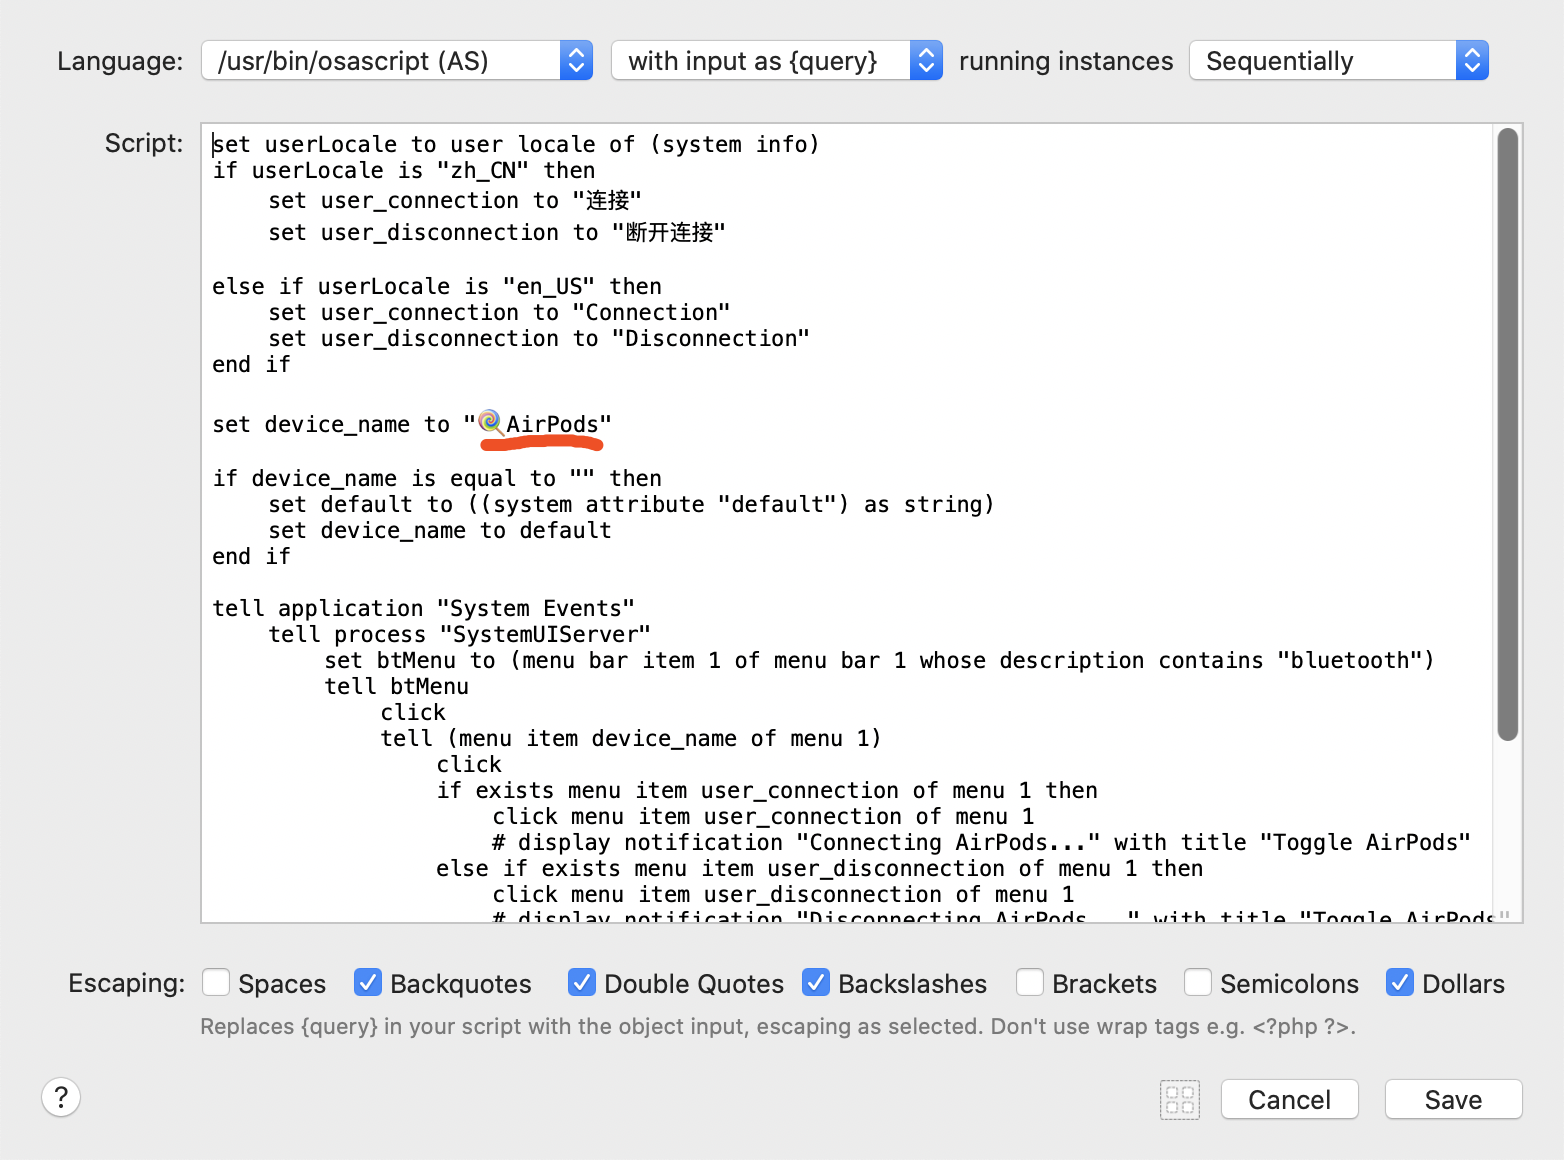 Language: /usr/bin/osascript (AS) with input as {query} running instances Sequentially
Script:
set userLocale to user locale of (system info)
if userLocale is "zh_CN" then
set user_connection to "连接"
set user_disconnection to "断开连接"
else if userLocale is "en_US" then
set user_connection to "Connection"
set user_disconnection to "Disconnection"
end if
set device_name to "🍭AirPods"
if device_name is equal to "" then
set default to ((system attribute "default") as string)
set device_name to default
end if
tell application "System Events"
tell process "SystemUIServer"
set btMenu to (menu bar item 1 of menu bar 1 whose description contains "bluetooth")
tell btMenu
click
tell (menu item device_name of menu 1)
click
if exists menu item user_connection of menu 1 then
click menu item user_connection of menu 1
# display notification "Connecting AirPods..." with title "Toggle AirPods"
else if exists menu item user_disconnection of menu 1 then
click menu item user_disconnection of menu 1
# display notification "Disconnecting AirPods..." with title "Toggle AirPods"
Escaping: Spaces Backquotes Double Quotes Backslashes Brackets Semicolons Dollars
Replaces {query} in your script with the object input, escaping as selected. Don't use wrap tags e.g. <?php ?>.
? Cancel Save